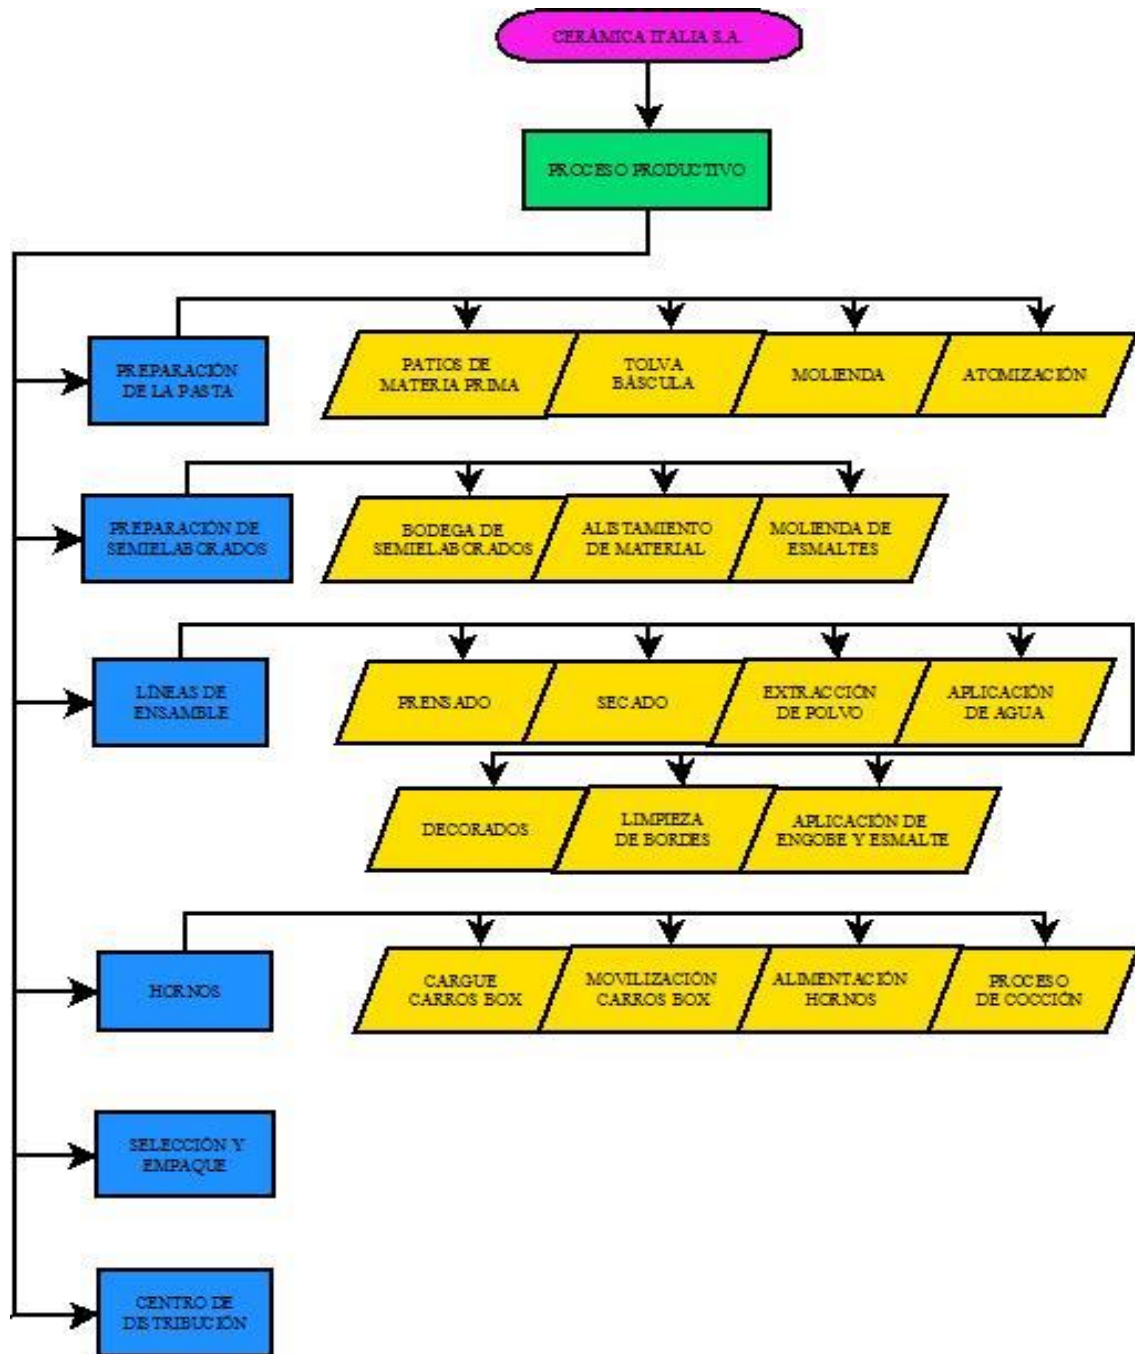 CERÁMICA ITALIA S.A.
PROCESO PRODUCTIVO
PREPARACIÓN
DE LA PASTA
PATIOS DE
MATERIA PRIMA
TOLVA
BÁSCULA
MOLIENDA
ATOMIZACIÓN
PREPARACIÓN DE
SEMIELABORADOS
BODEGA DE
SEMIELABORADOS
ALISTAMIENTO
DE MATERIAL
MOLIENDA DE
ESMALTES
LÍNEAS DE
ENSAMBLE
PRENSADO
SECADO
EXTRACCIÓN
DE POLVO
APLICACIÓN
DE AGUA
DECORADOS
LIMPIEZA
DE BORDES
APLICACIÓN DE
ENGOBE Y ESMALTE
HORNOS
CARGUE
CARROS BOX
MOVILIZACIÓN
CARROS BOX
ALIMENTACIÓN
HORNOS
PROCESO
DE COCCIÓN
SELECCIÓN Y
EMPAQUE
CENTRO DE
DISTRIBUCIÓN